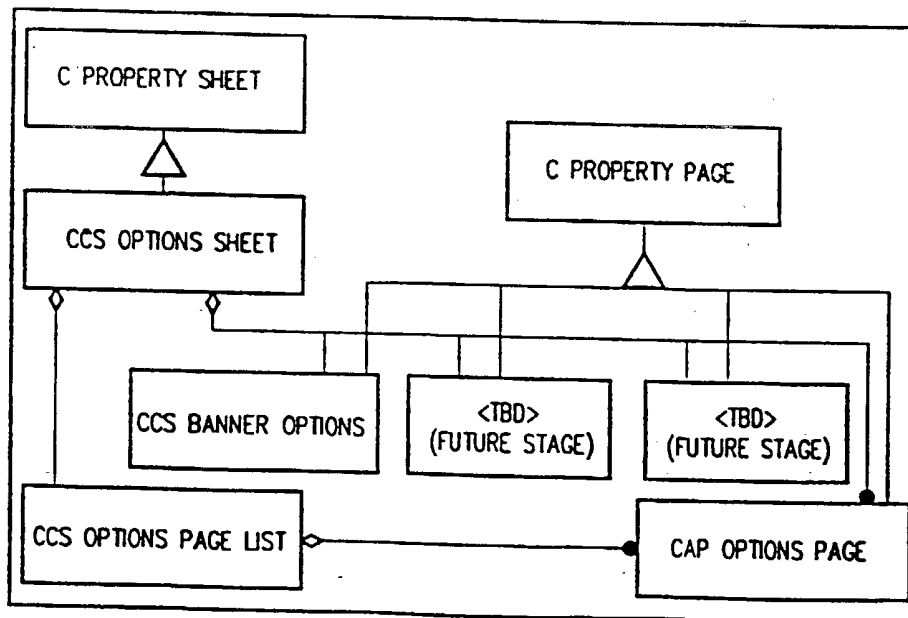 C PROPERTY SHEET
C PROPERTY PAGE
CCS OPTIONS SHEET
CCS BANNER OPTIONS
<TBD>
(FUTURE STAGE)
<TBD>
(FUTURE STAGE)
CCS OPTIONS PAGE LIST
CAP OPTIONS PAGE